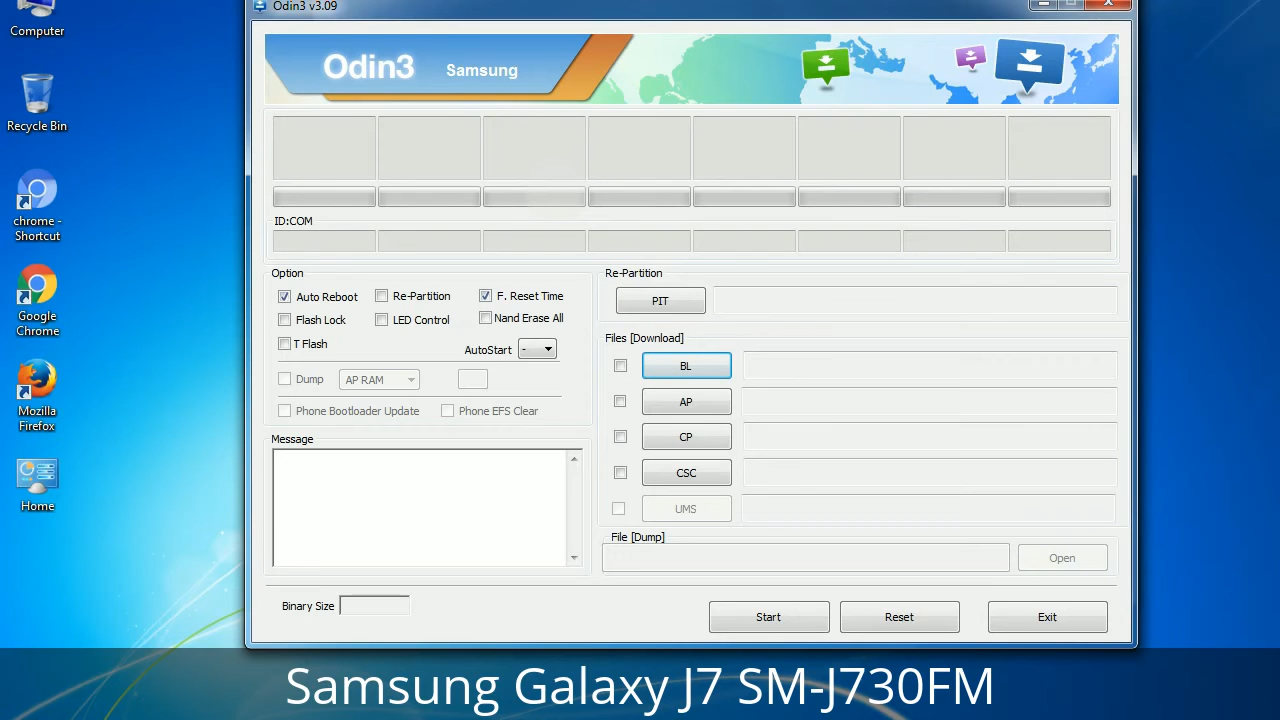 Odin3 v3.09
Computer
Recycle Bin
chrome -
Shortcut
Google
Chrome
Mozilla
Firefox
Home
Odin3 Samsung
ID:COM
Option
Auto Reboot Re-Partition F. Reset Time
Flash Lock LED Control Nand Erase All
T Flash AutoStart -
Dump AP RAM
Phone Bootloader Update Phone EFS Clear
Message
Re-Partition
PIT
Files [Download]
BL
AP
CP
CSC
UMS
File [Dump]
Open
Binary Size
Start Reset Exit
Samsung Galaxy J7 SM-J730FM